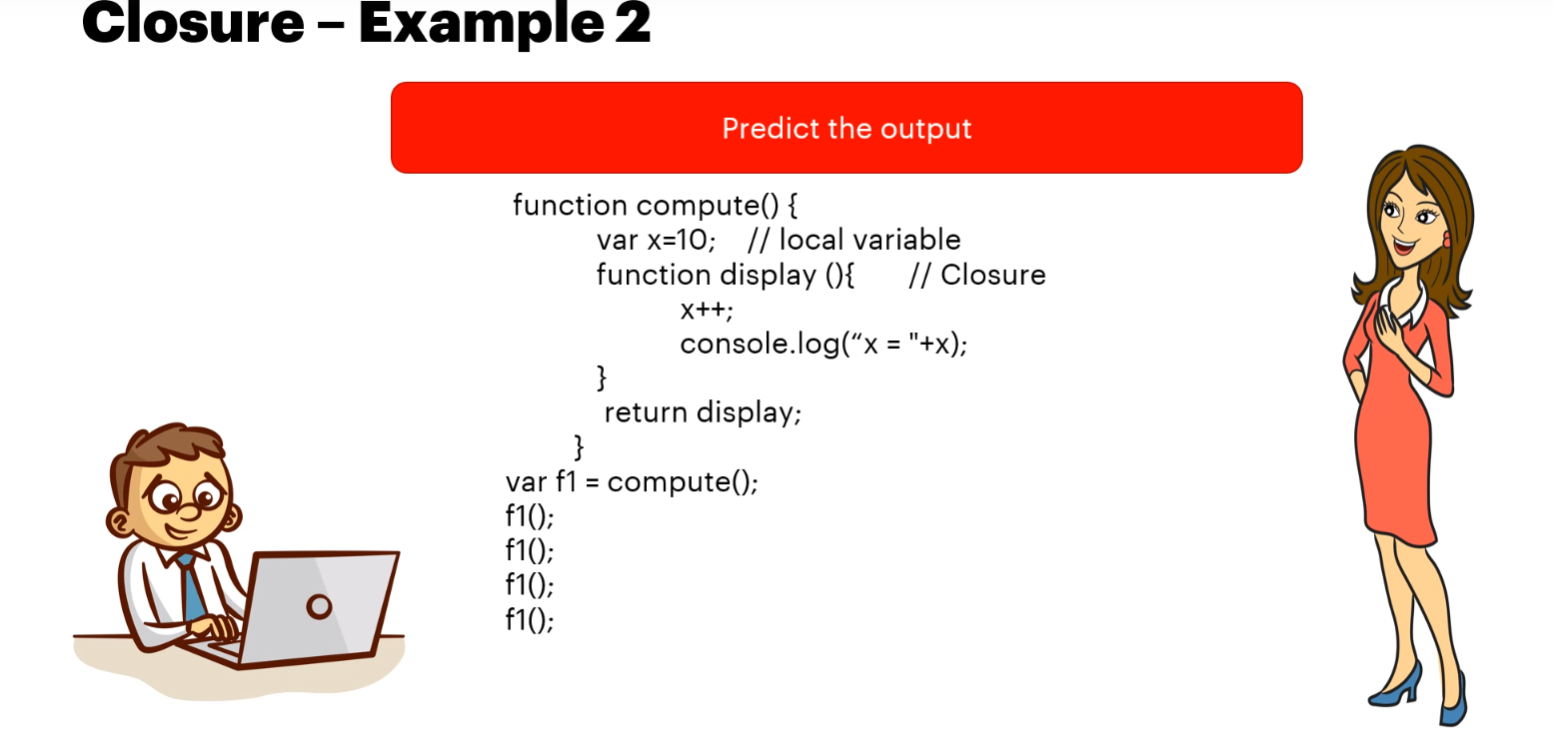 Closure – Example 2
Predict the output
function compute() {
var x=10; // local variable
function display (){ // Closure
x++;
console.log(“x = "+x);
}
return display;
}
var f1 = compute();
f1();
f1();
f1();
f1();